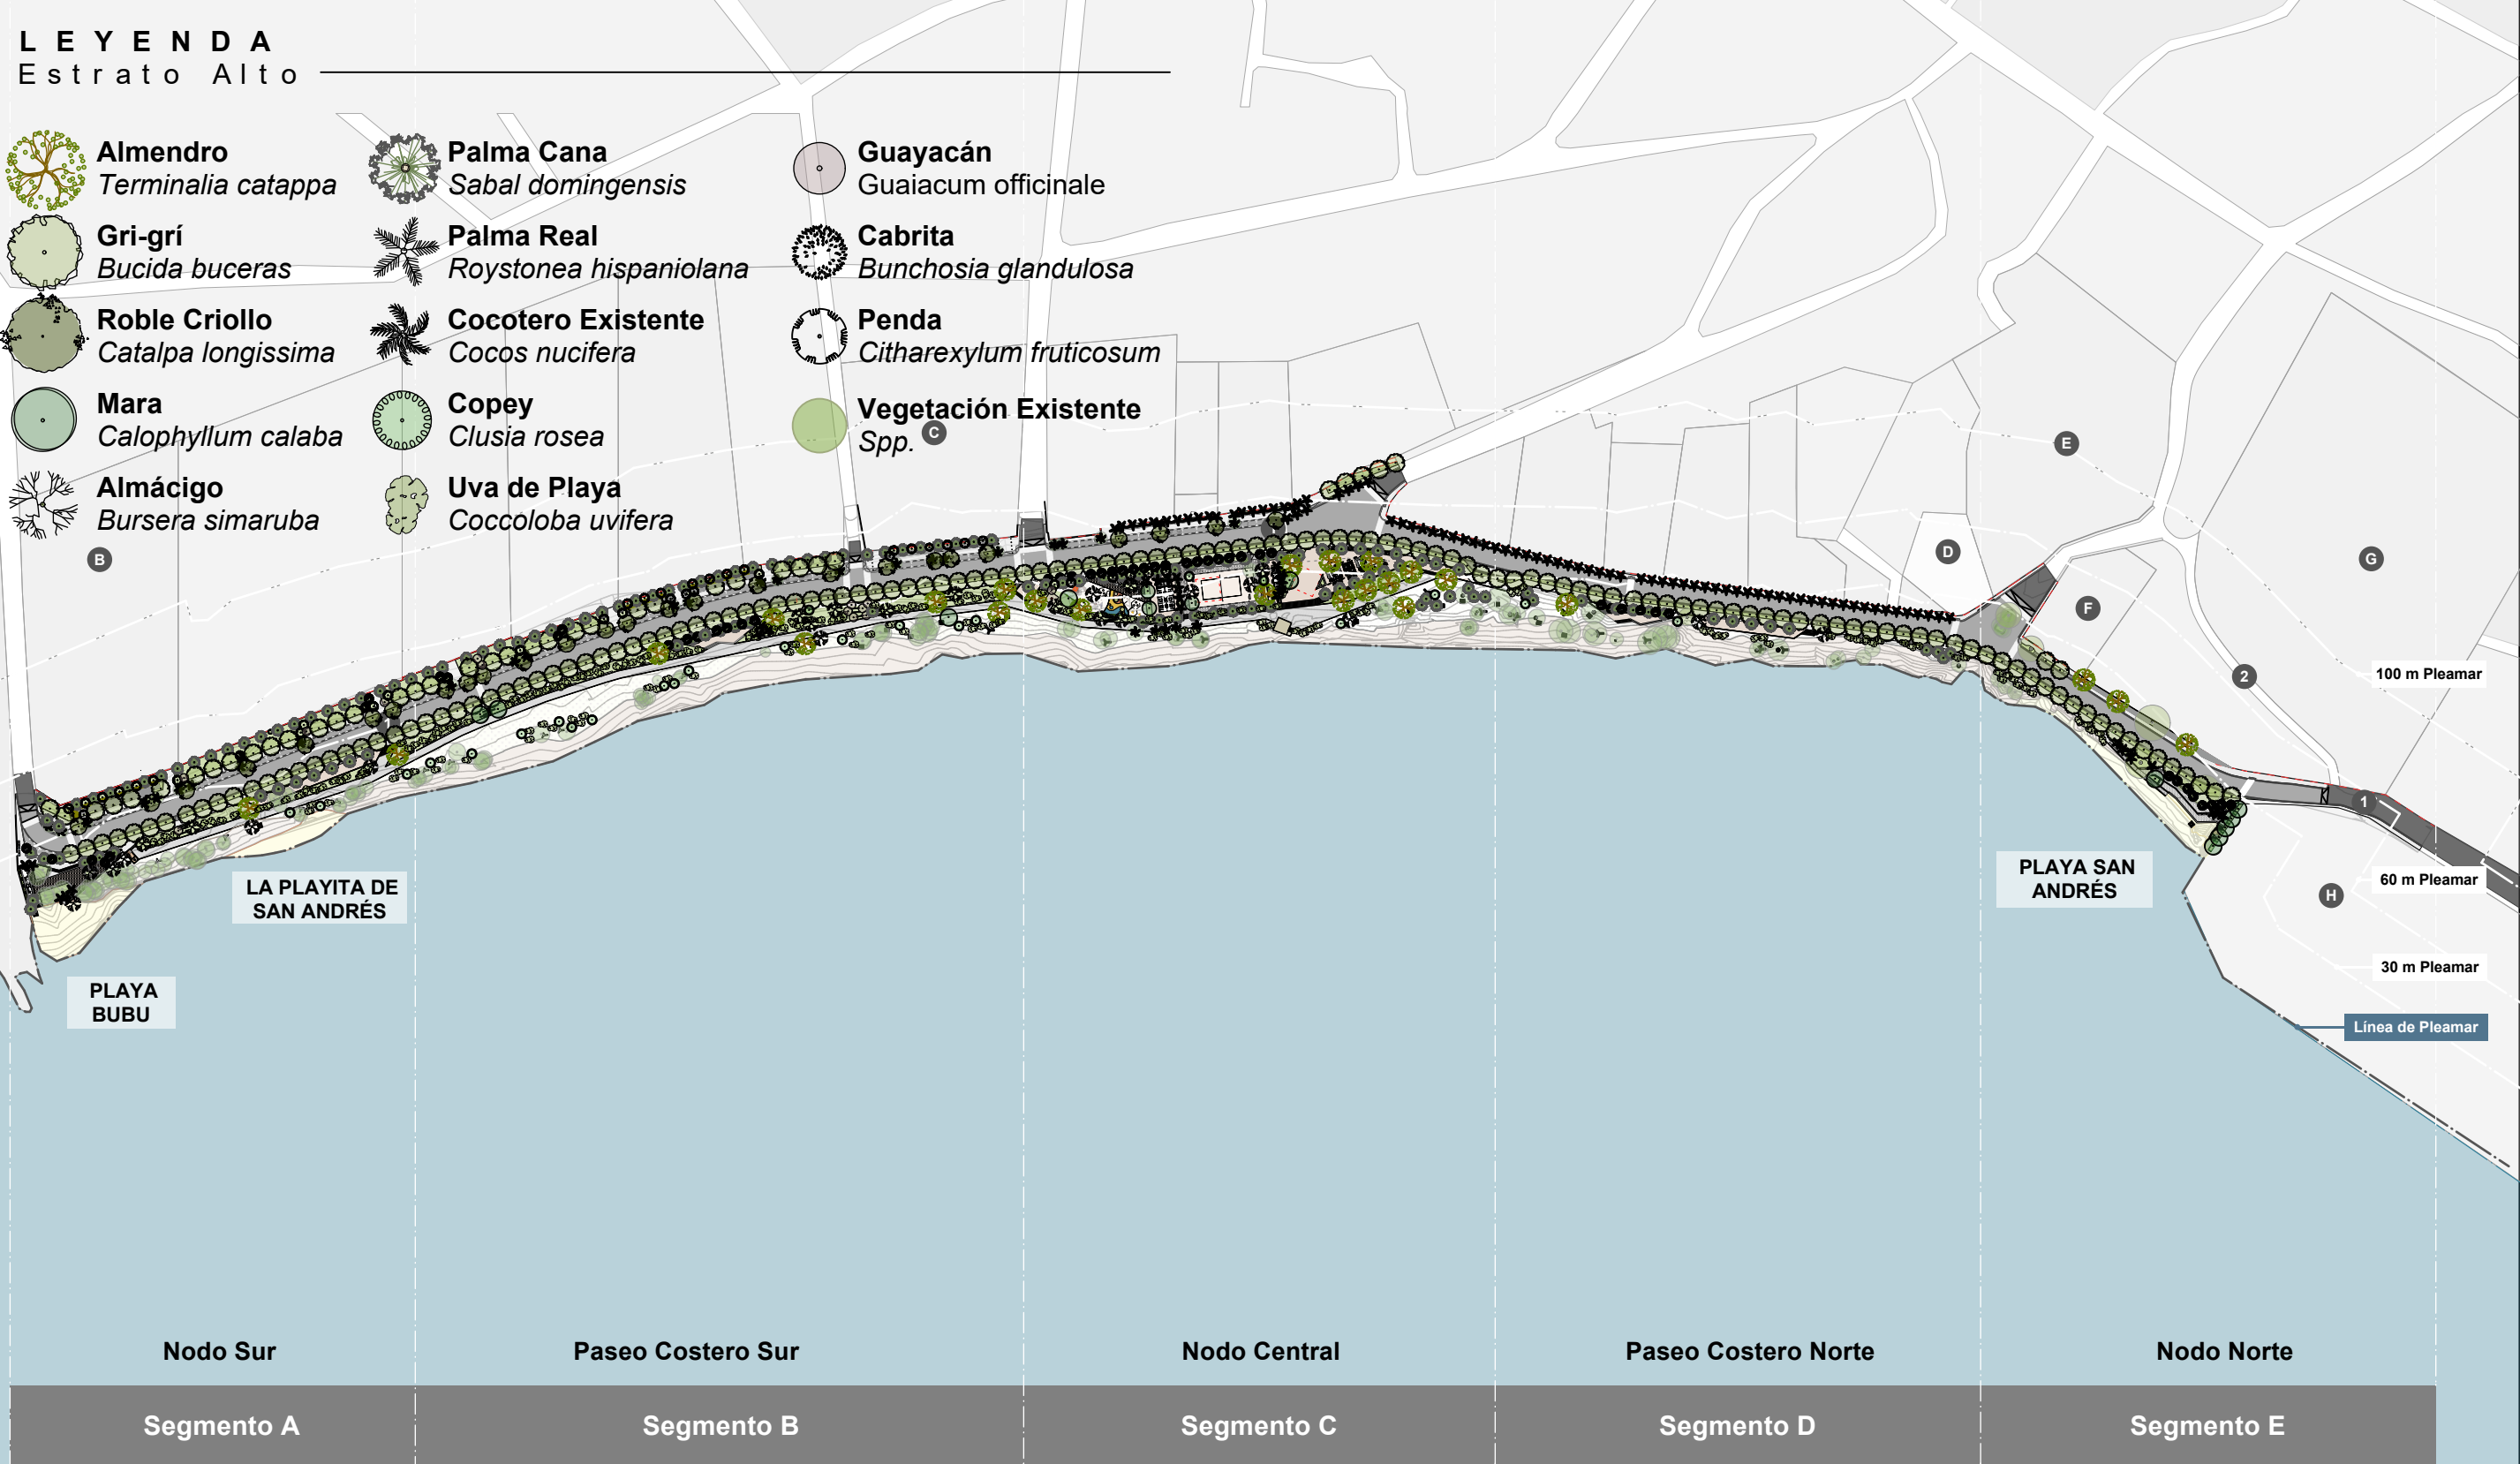 LEYENDA
Estrato Alto
Almendro
Terminalia catappa
Gri-grí
Bucida buceras
Roble Criollo
Catalpa longissima
Mara
Calophyllum calaba
Almácigo
Bursera simaruba
Palma Cana
Sabal domingensis
Palma Real
Roystonea hispaniolana
Cocotero Existente
Cocos nucifera
Copey
Clusia rosea
Uva de Playa
Coccoloba uvifera
Guayacán
Guaiacum officinale
Cabrita
Bunchosia glandulosa
Penda
Citharexylum fruticosum
Vegetación Existente
Spp.
B
C
D
E
F
G
2
1
H
100 m Pleamar
60 m Pleamar
30 m Pleamar
Línea de Pleamar
LA PLAYITA DE
SAN ANDRÉS
PLAYA
BUBU
PLAYA SAN
ANDRÉS
Nodo Sur
Paseo Costero Sur
Nodo Central
Paseo Costero Norte
Nodo Norte
Segmento A
Segmento B
Segmento C
Segmento D
Segmento E